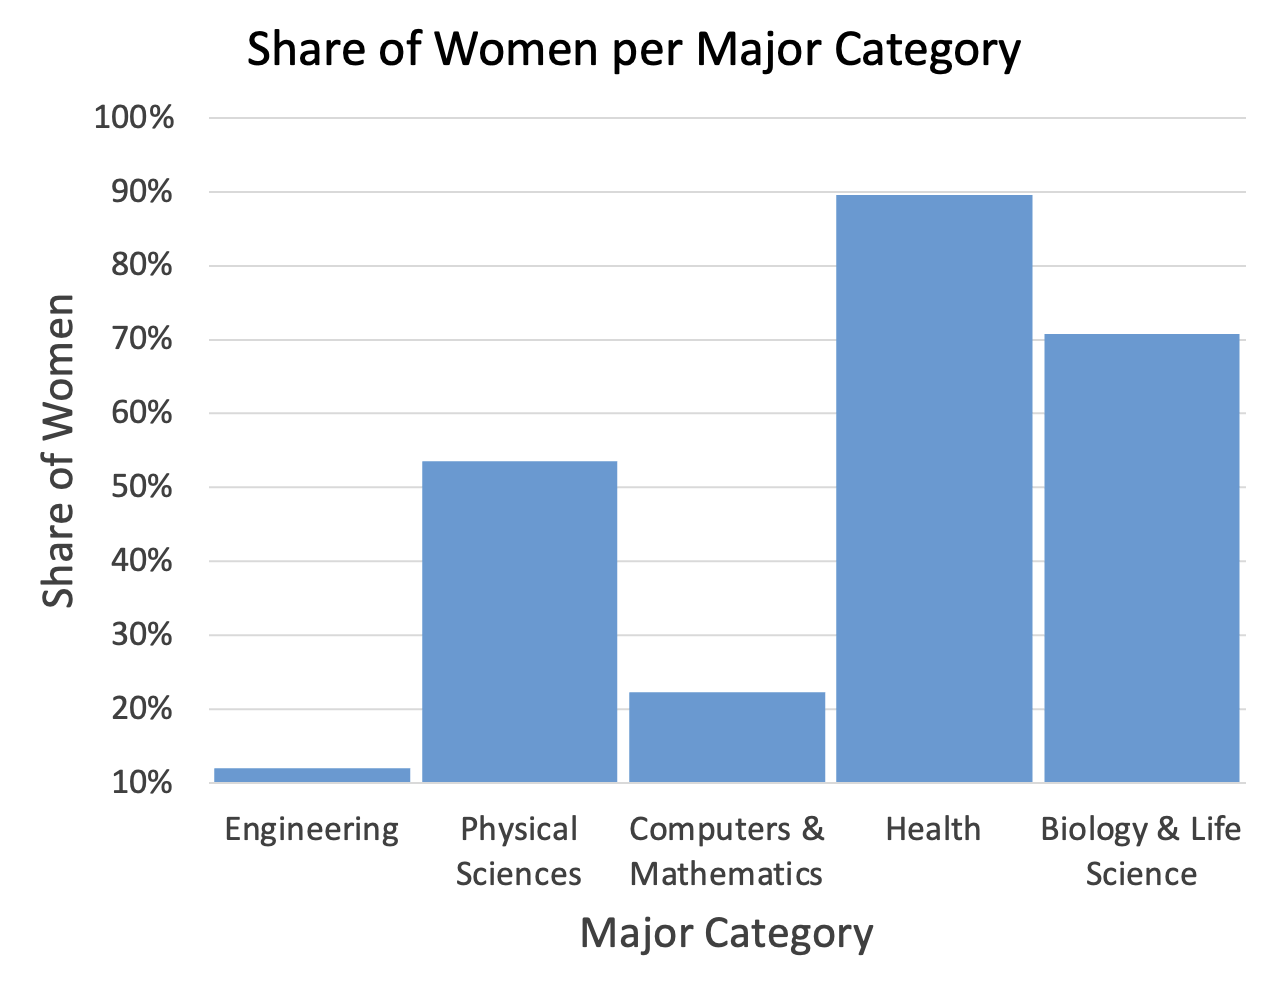 Share of Women per Major Category
100%
90%
80%
70%
60%
50%
40%
30%
20%
10%
Share of Women
Engineering
Physical
Sciences
Computers &
Mathematics
Health
Biology & Life
Science
Major Category